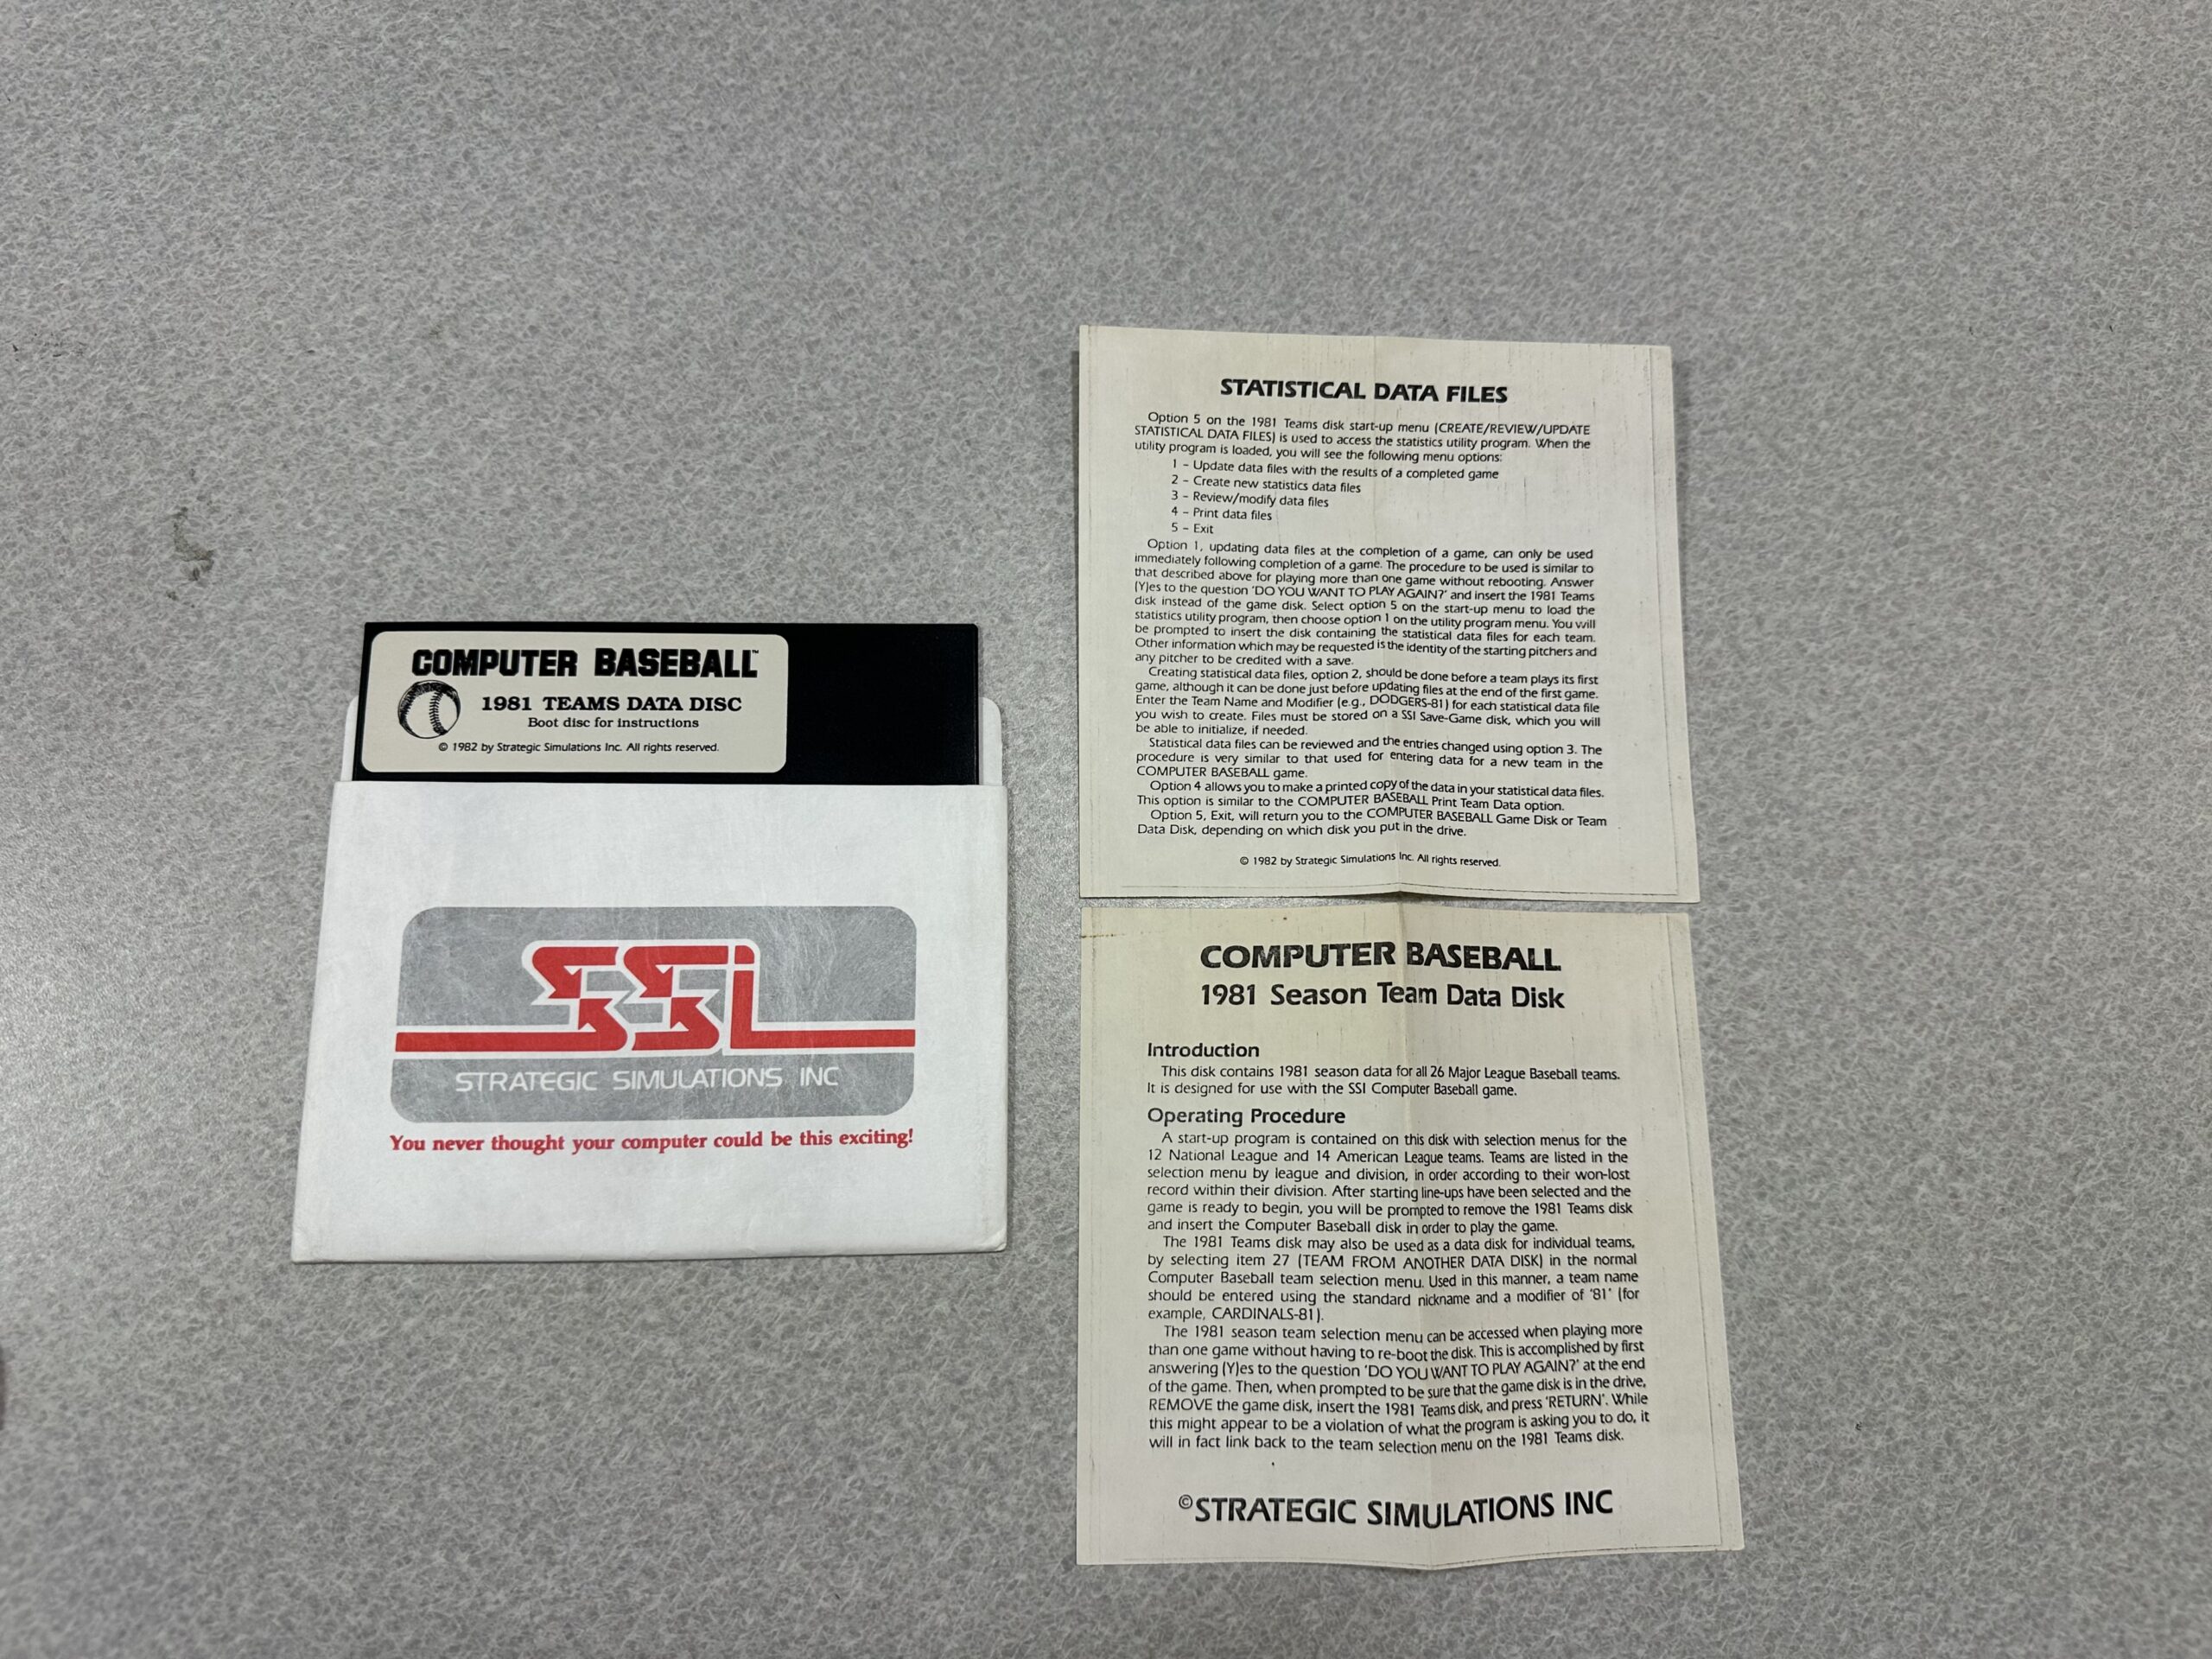 COMPUTER BASEBALL™
1981 TEAMS DATA DISC
Boot disc for instructions
© 1982 by Strategic Simulations Inc. All rights reserved.
SSi
STRATEGIC SIMULATIONS INC
You never thought your computer could be this exciting!
STATISTICAL DATA FILES
Option 5 on the 1981 Teams disk start-up menu (CREATE/REVIEW/UPDATE
STATISTICAL DATA FILES) is used to access the statistics utility program. When the
utility program is loaded, you will see the following menu options:
1 – Update data files with the results of a completed game
2 – Create new statistics data files
3 – Review/modify data files
4 – Print data files
5 – Exit
Option 1, updating data files at the completion of a game, can only be used
immediately following completion of a game. The procedure to be used is similar to
that described above for playing more than one game without rebooting. Answer
(Y)es to the question 'DO YOU WANT TO PLAY AGAIN?' and insert the 1981 Teams
disk instead of the game disk. Select option 5 on the start-up menu to load the
statistics utility program, then choose option 1 on the utility program menu. You will
be prompted to insert the disk containing the statistical data files for each team.
Other information which may be requested is the identity of the starting pitchers and
any pitcher to be credited with a save.
Creating statistical data files, option 2, should be done before a team plays its first
game, although it can be done just before updating files at the end of the first game.
Enter the Team Name and Modifier (e.g., DODGERS-81) for each statistical data file
you wish to create. Files must be stored on a SSI Save-Game disk, which you will
be able to initialize, if needed.
Statistical data files can be reviewed and the entries changed using option 3. The
procedure is very similar to that used for entering data for a new team in the
COMPUTER BASEBALL game.
Option 4 allows you to make a printed copy of the data in your statistical data files.
This option is similar to the COMPUTER BASEBALL Print Team Data option.
Option 5, Exit, will return you to the COMPUTER BASEBALL Game Disk or Team
Data Disk, depending on which disk you put in the drive.
© 1982 by Strategic Simulations Inc. All rights reserved.
COMPUTER BASEBALL
1981 Season Team Data Disk
Introduction
This disk contains 1981 season data for all 26 Major League Baseball teams.
It is designed for use with the SSI Computer Baseball game.
Operating Procedure
A start-up program is contained on this disk with selection menus for the
12 National League and 14 American League teams. Teams are listed in the
selection menu by league and division, in order according to their won-lost
record within their division. After starting line-ups have been selected and the
game is ready to begin, you will be prompted to remove the 1981 Teams disk
and insert the Computer Baseball disk in order to play the game.
The 1981 Teams disk may also be used as a data disk for individual teams,
by selecting item 27 (TEAM FROM ANOTHER DATA DISK) in the normal
Computer Baseball team selection menu. Used in this manner, a team name
should be entered using the standard nickname and a modifier of '81' (for
example, CARDINALS-81).
The 1981 season team selection menu can be accessed when playing more
than one game without having to re-boot the disk. This is accomplished by first
answering (Y)es to the question 'DO YOU WANT TO PLAY AGAIN?' at the end
of the game. Then, when prompted to be sure that the game disk is in the drive,
REMOVE the game disk, insert the 1981 Teams disk, and press 'RETURN'. While
this might appear to be a violation of what the program is asking you to do, it
will in fact link back to the team selection menu on the 1981 Teams disk.
©STRATEGIC SIMULATIONS INC